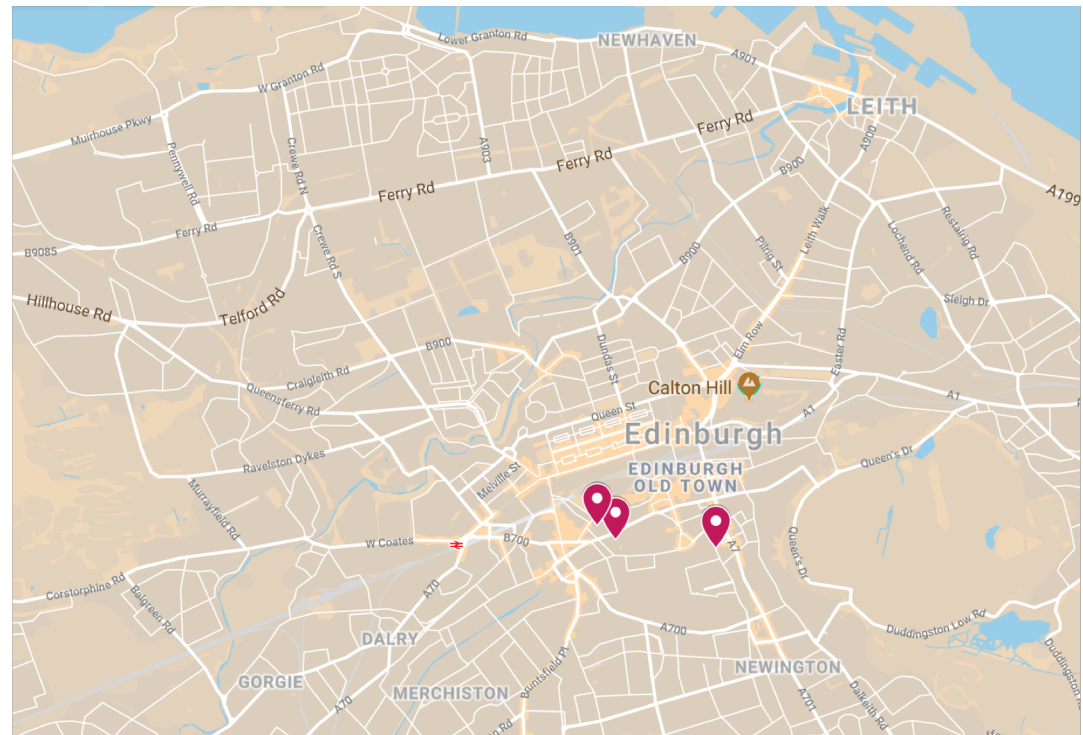 Lower Granton Rd
NEWHAVEN
A901
W Granton Rd
LEITH
Muirhouse Pkwy
Ferry Rd
A900
Pennywell Rd
Crewe Rd N
A903
Ferry Rd
B900
Ferry Rd
A199
Ferry Rd
Restalrig Rd
B9085
Crewe Rd S
B901
B900
Pilrig St
Leith Walk
Lochend Rd
Hillhouse Rd
Telford Rd
Sleigh Dr
B900
Dundas St
Elm Row
Easter Rd
Craigleith Rd
Calton Hill
Queensferry Rd
A1
Queen St
A1
Edinburgh
Ravelston Dykes
Melville St
EDINBURGH
OLD TOWN
Queen's Dr
Murrayfield Rd
W Coates
B700
A7
Queen's Dr
Corstorphine Rd
Balgreen Rd
A70
A700
Duddingston Low Rd
DALRY
Duddingston
NEWINGTON
GORGIE
MERCHISTON
Bruntsfield Pl
A70
A701
Dalkeith Rd